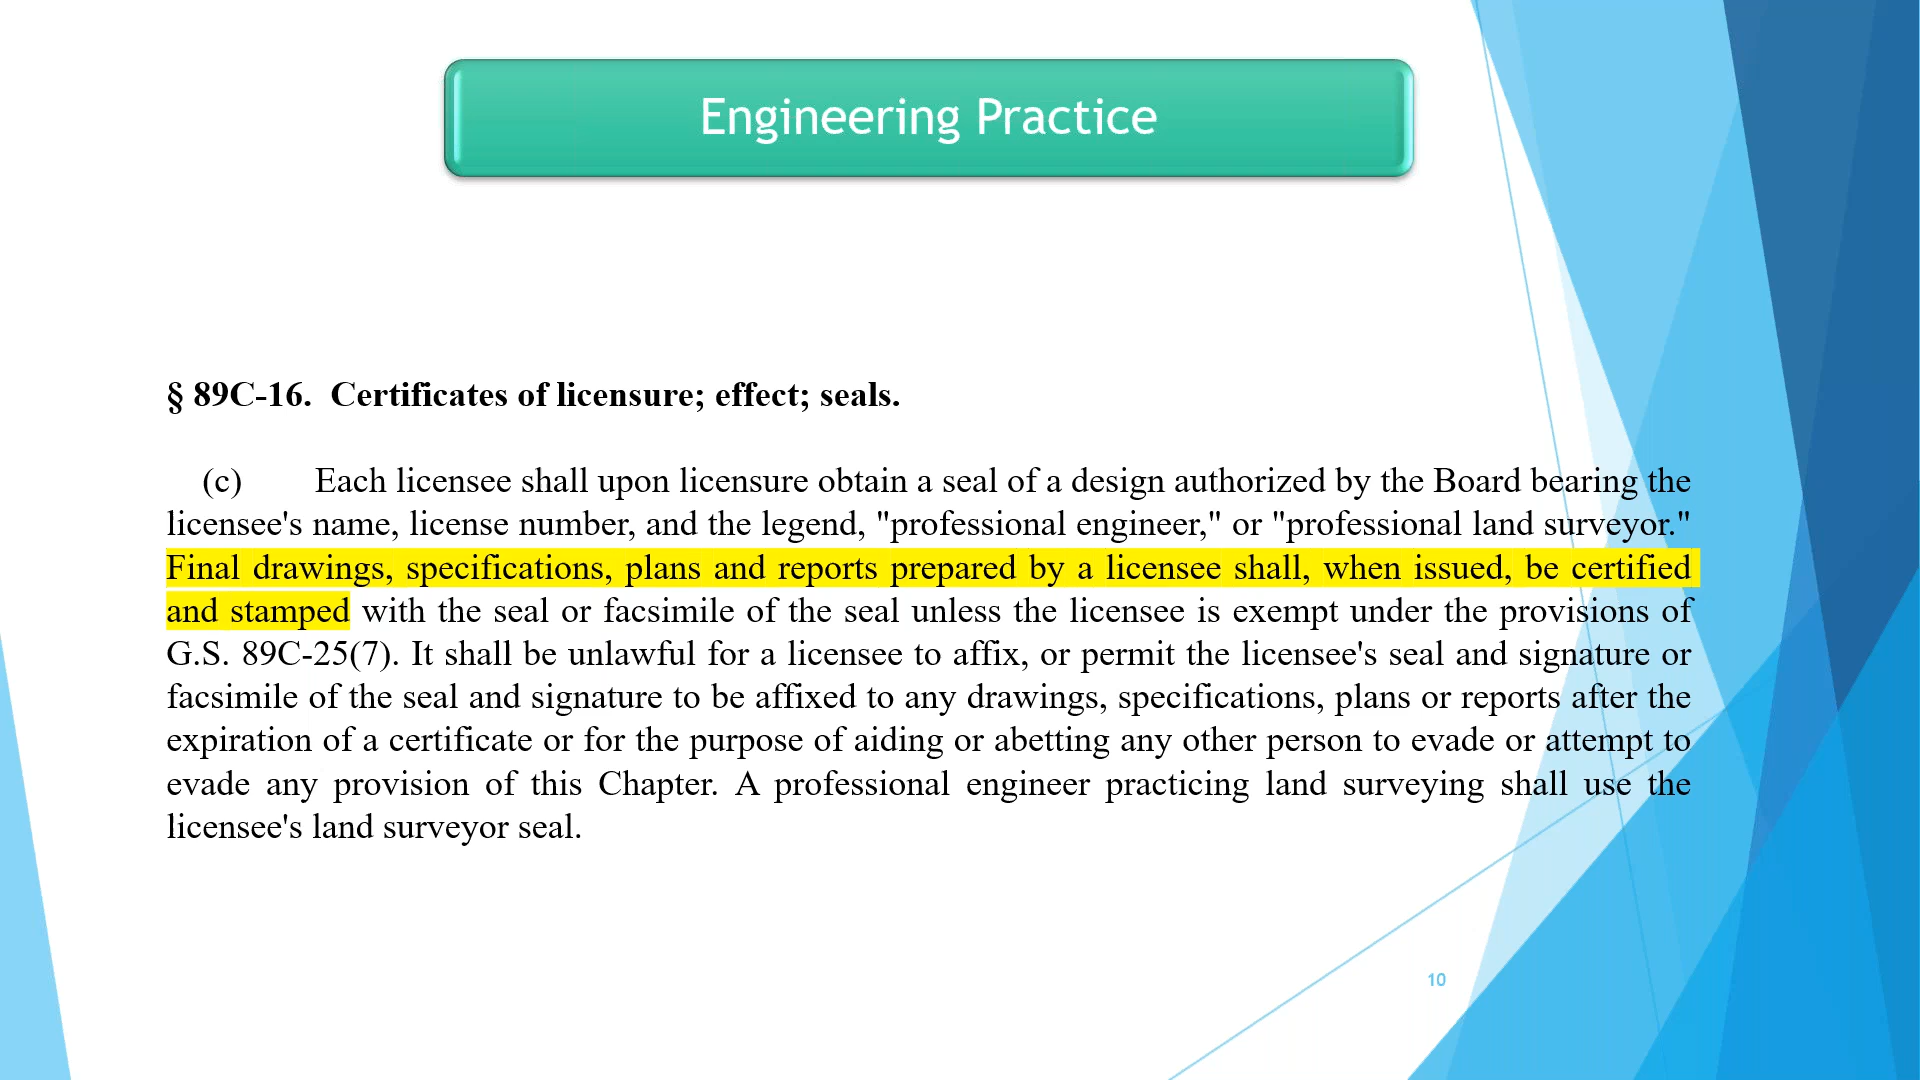 Engineering Practice
§ 89C-16. Certificates of licensure; effect; seals.
(c) Each licensee shall upon licensure obtain a seal of a design authorized by the Board bearing the
licensee's name, license number, and the legend, "professional engineer," or "professional land surveyor."
Final drawings, specifications, plans and reports prepared by a licensee shall, when issued, be certified
and stamped with the seal or facsimile of the seal unless the licensee is exempt under the provisions of
G.S. 89C-25(7). It shall be unlawful for a licensee to affix, or permit the licensee's seal and signature or
facsimile of the seal and signature to be affixed to any drawings, specifications, plans or reports after the
expiration of a certificate or for the purpose of aiding or abetting any other person to evade or attempt to
evade any provision of this Chapter. A professional engineer practicing land surveying shall use the
licensee's land surveyor seal.
10